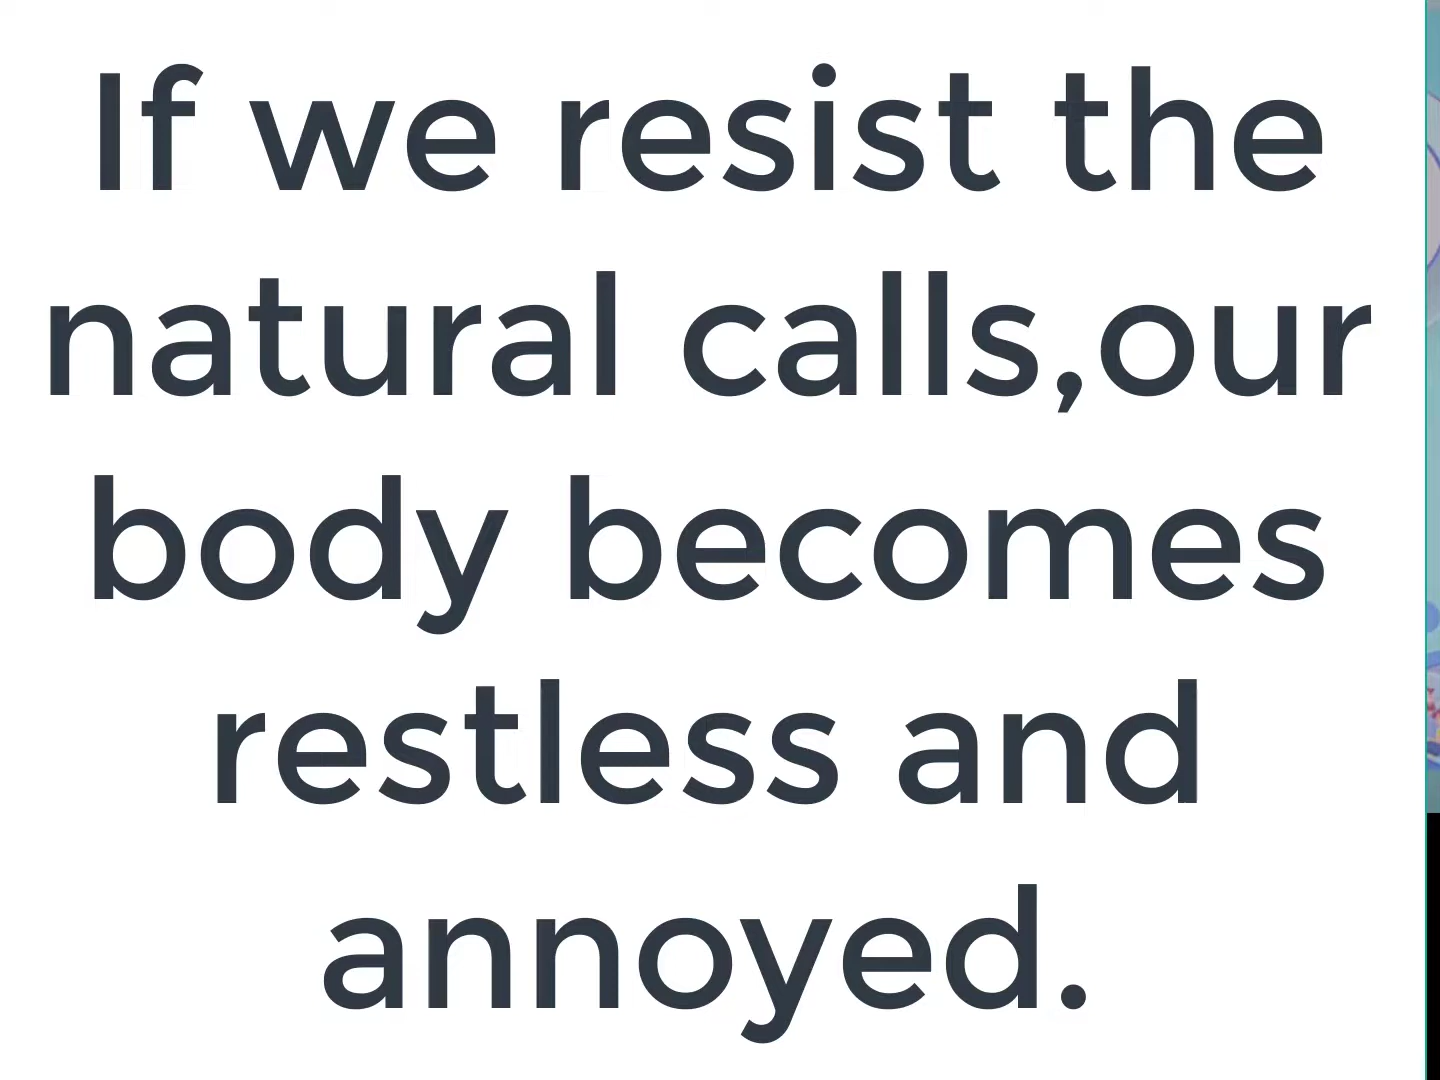 If we resist the
natural calls,our
body becomes
restless and
annoyed.